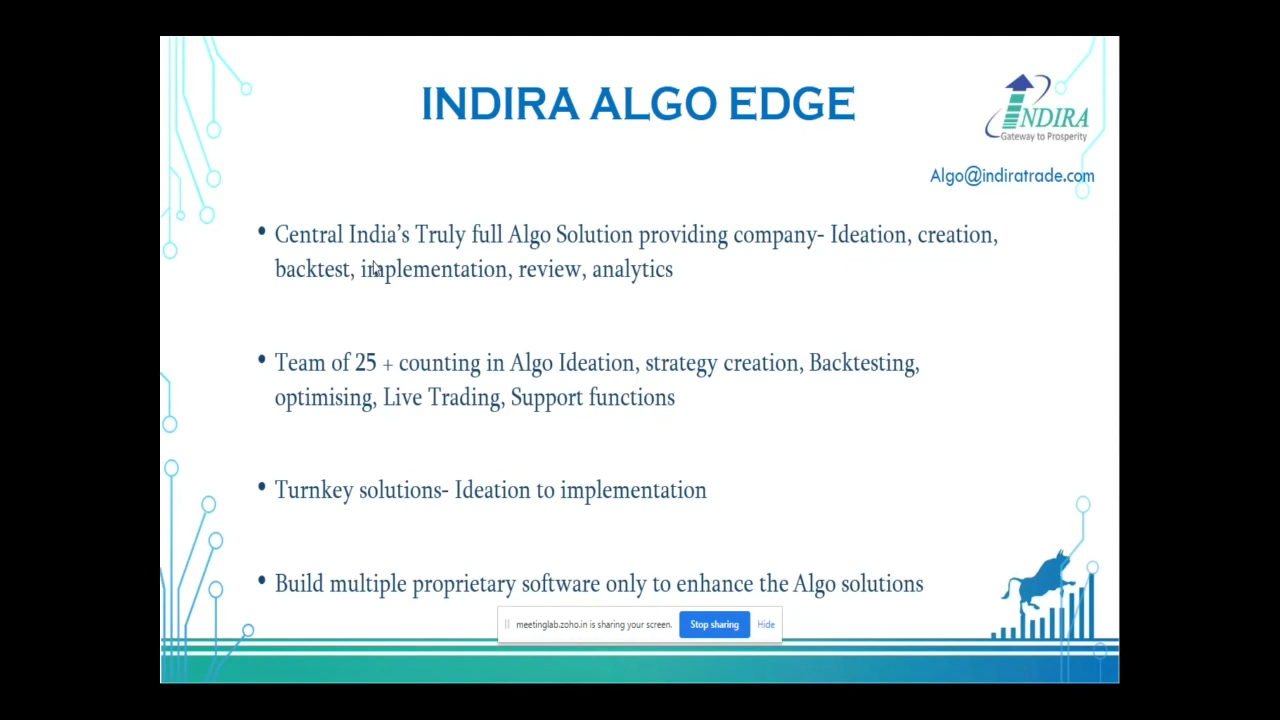 INDIRA ALGO EDGE
INDIRA
Gateway to Prosperity
Algo@indiratrade.com
• Central India's Truly full Algo Solution providing company- Ideation, creation,
backtest, implementation, review, analytics
• Team of 25 + counting in Algo Ideation, strategy creation, Backtesting,
optimising, Live Trading, Support functions
• Turnkey solutions- Ideation to implementation
• Build multiple proprietary software only to enhance the Algo solutions
meetinglab.zoho.in is sharing your screen. Stop sharing Hide